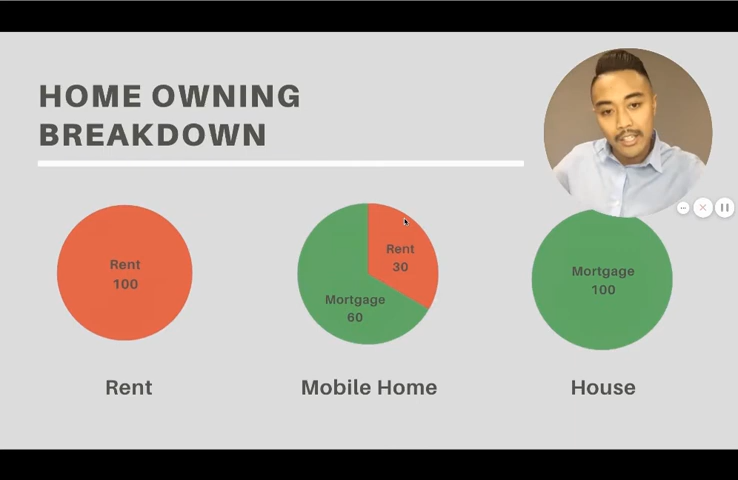 HOME OWNING
BREAKDOWN
Rent
100
Rent
30
Mortgage
60
Mortgage
100
Rent
Mobile Home
House